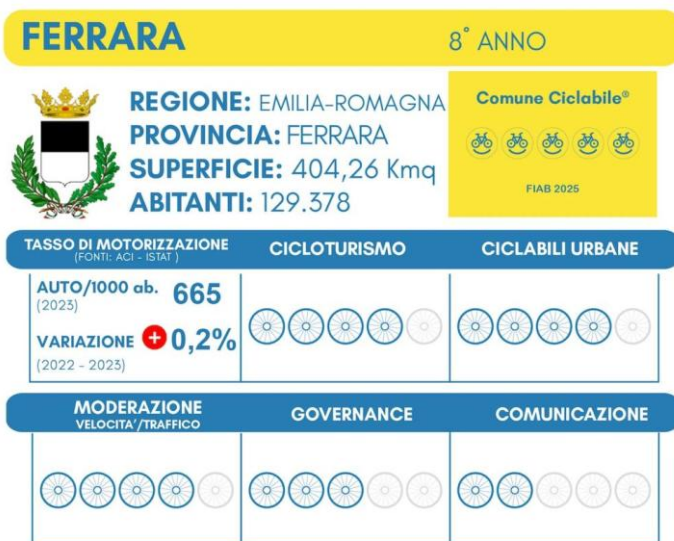 FERRARA
8° ANNO
REGIONE: EMILIA-ROMAGNA
PROVINCIA: FERRARA
SUPERFICIE: 404,26 Kmq
ABITANTI: 129.378
Comune Ciclabile®
FIAB 2025
TASSO DI MOTORIZZAZIONE
(FONTI: ACI - ISTAT )
CICLOTURISMO
CICLABILI URBANE
AUTO/1000 ab. 665
(2023)
VARIAZIONE + 0,2%
(2022 - 2023)
MODERAZIONE
VELOCITA'/TRAFFICO
GOVERNANCE
COMUNICAZIONE